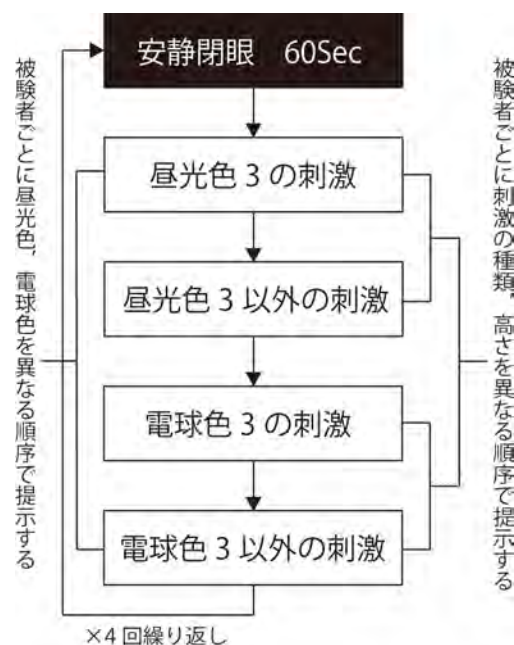 安静閉眼 60Sec
被験者ごとに昼光色，電球色を異なる順序で提示する
昼光色 3 の刺激
昼光色 3 以外の刺激
電球色 3 の刺激
電球色 3 以外の刺激
被験者ごとに刺激の種類，高さを異なる順序で提示する
×4 回繰り返し